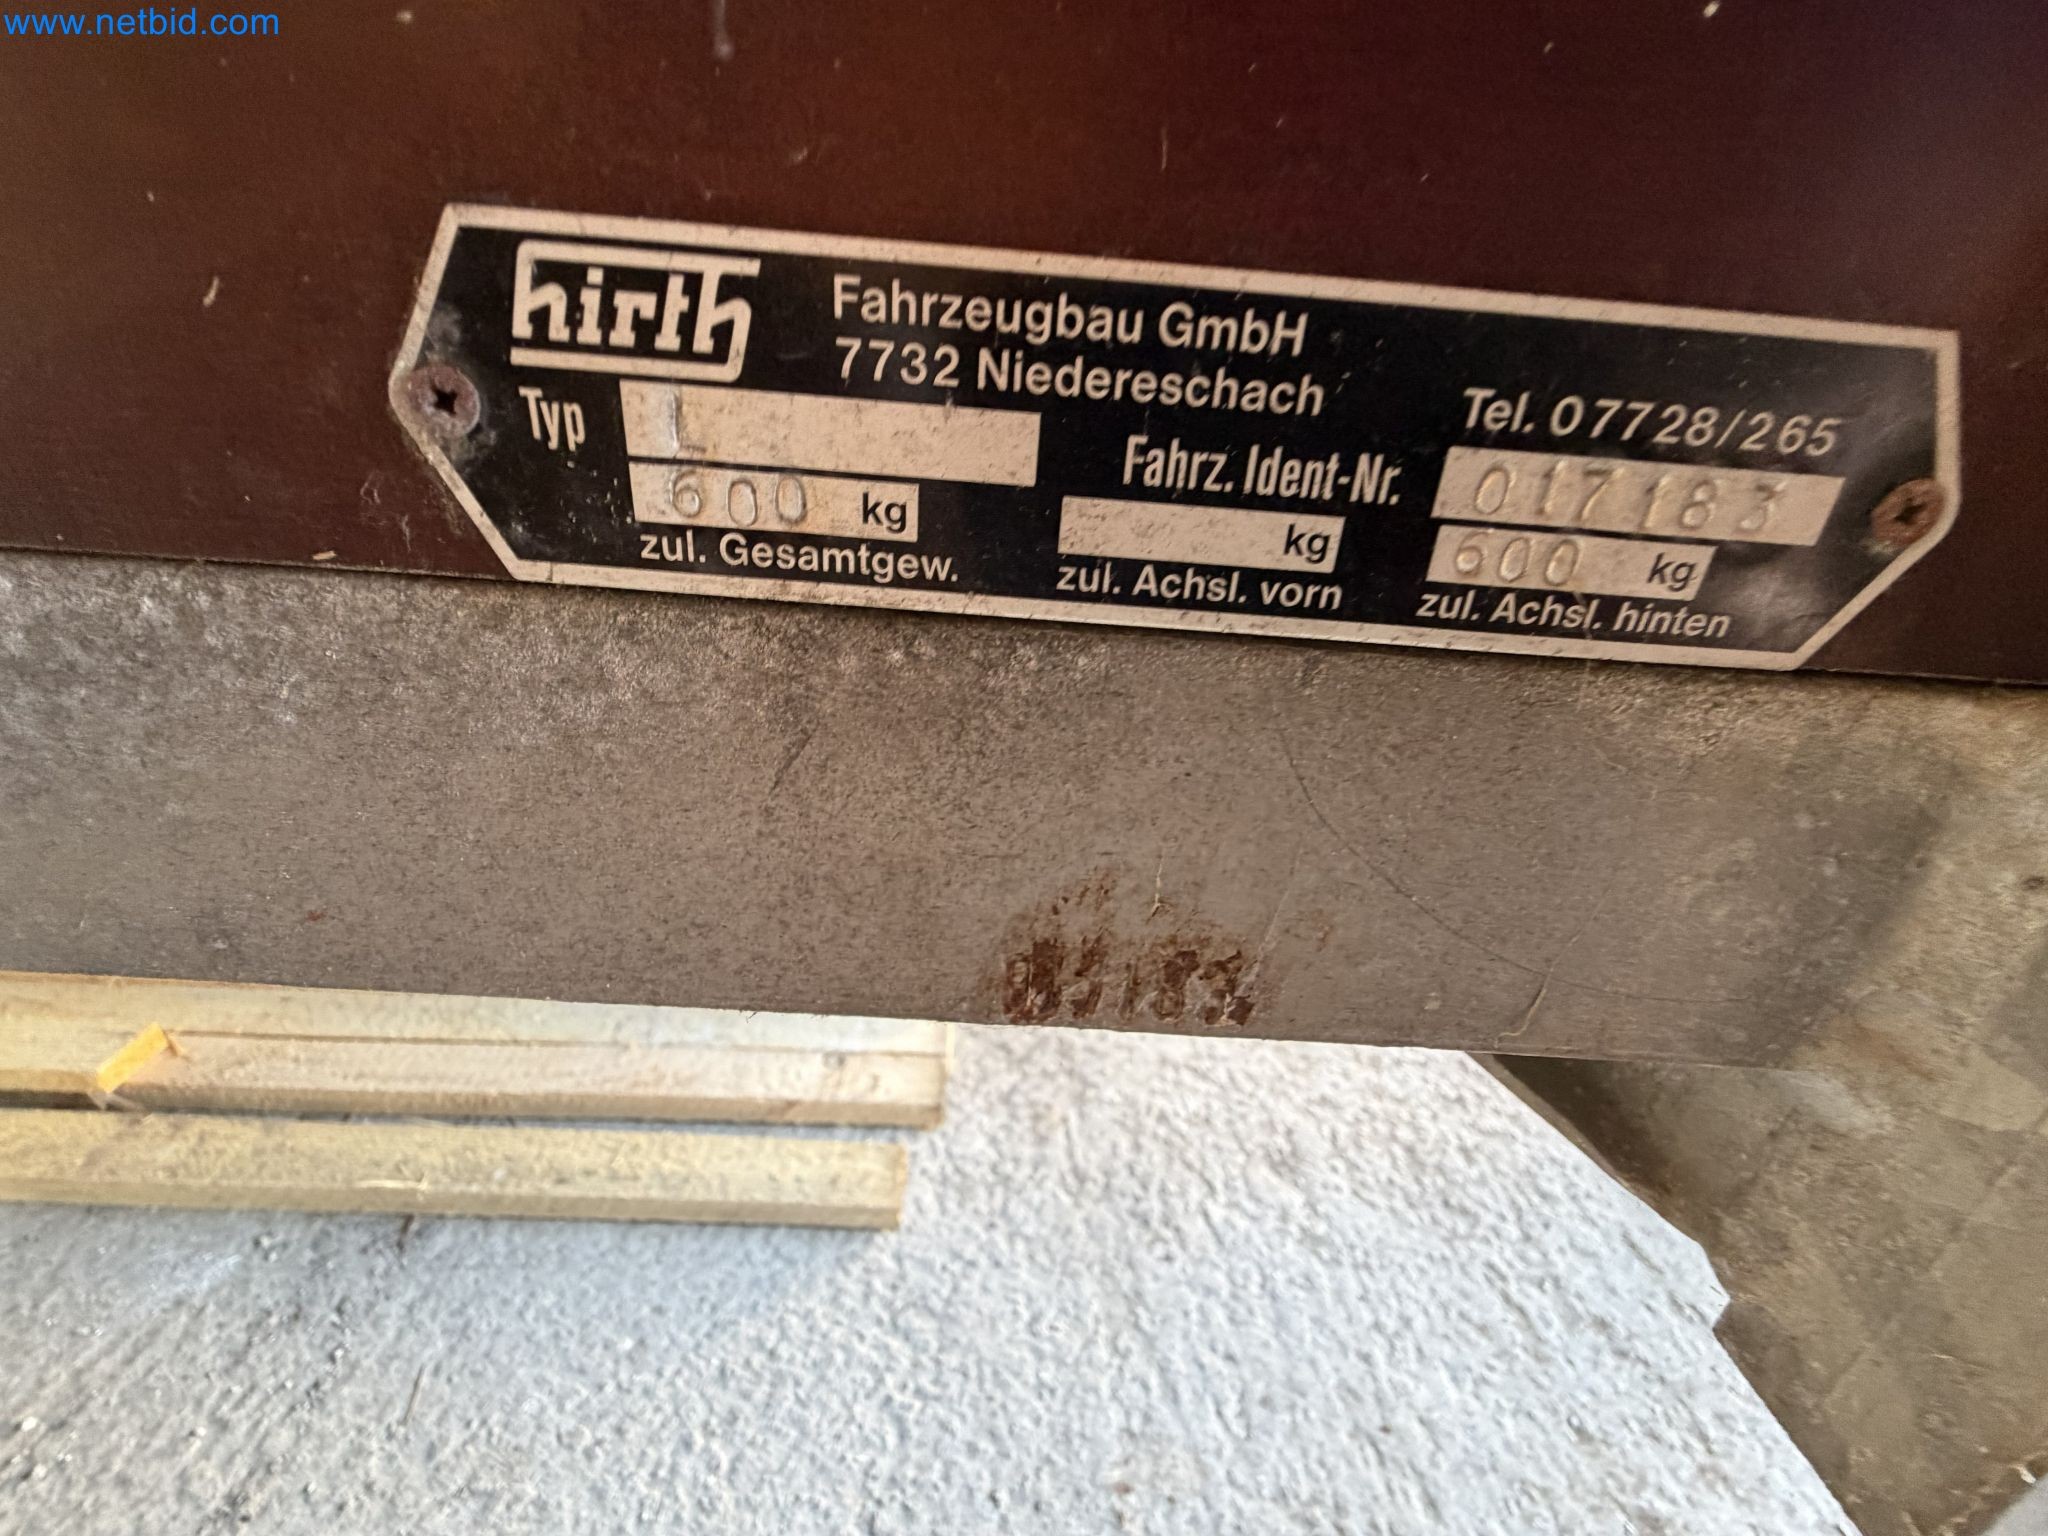 www.netbid.com
hirth
Fahrzeugbau GmbH
7732 Niedereschach
Tel. 07728/265
Typ L
Fahrz. Ident-Nr. 017183
600 kg
zul. Gesamtgew.
kg
zul. Achsl. vorn
600 kg
zul. Achsl. hinten